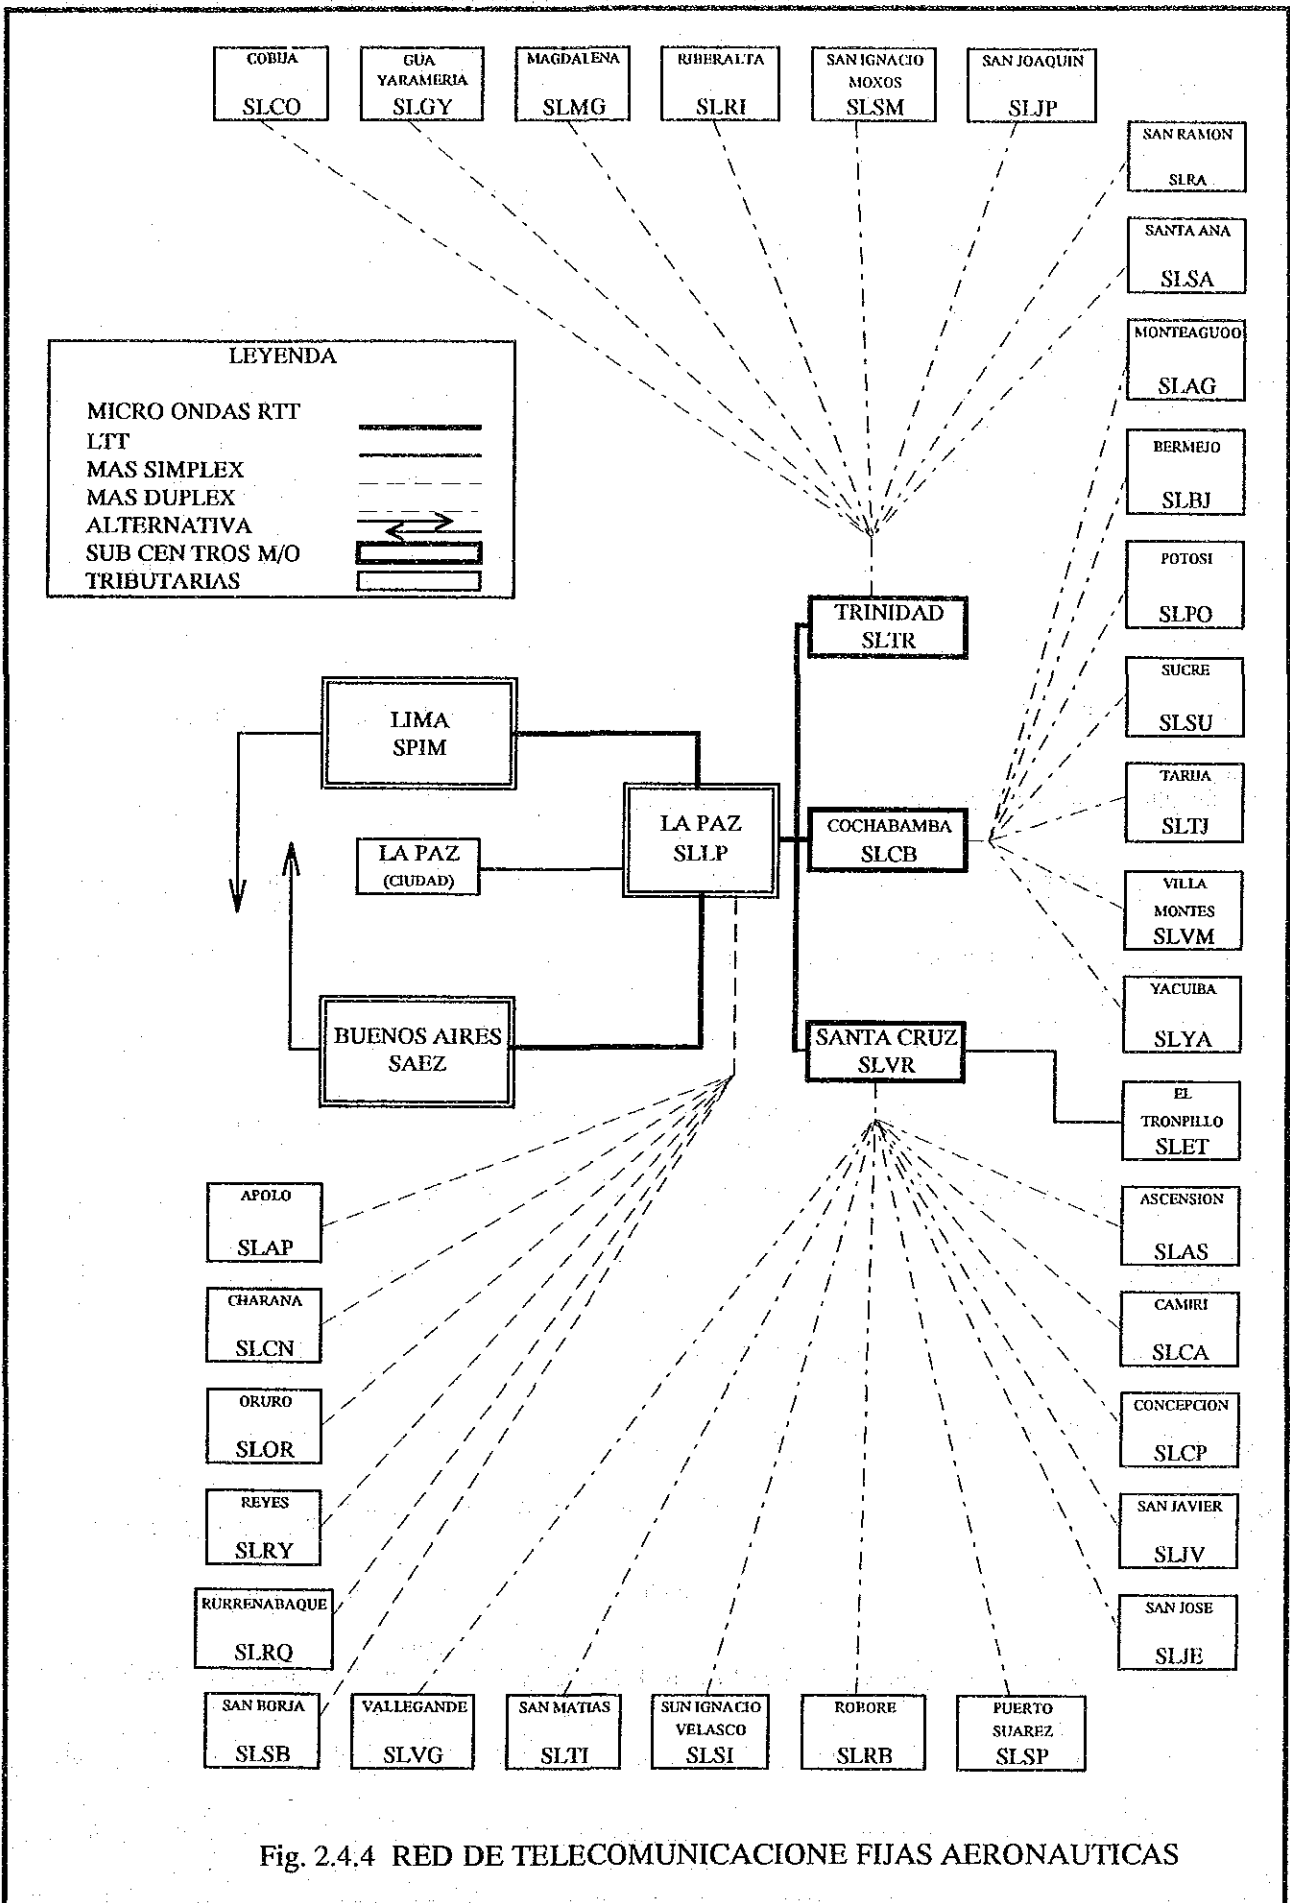 COBIJA
SLCO
GUA
YARAMERIA
SLGY
MAGDALENA
SLMG
RIBERALTA
SLRI
SAN IGNACIO
MOXOS
SLSM
SAN JOAQUIN
SLJP
SAN RAMON
SLRA
SANTA ANA
SLSA
MONTEAGUOO
SLAG
BERMEJO
SLBJ
POTOSI
SLPO
SUCRE
SLSU
TARIJA
SLTJ
VILLA
MONTES
SLVM
YACUIBA
SLYA
EL
TRONPILLO
SLET
ASCENSION
SLAS
CAMIRI
SLCA
CONCEPCION
SLCP
SAN JAVIER
SLJV
SAN JOSE
SLJE
LEYENDA
MICRO ONDAS RTT
LTT
MAS SIMPLEX
MAS DUPLEX
ALTERNATIVA
SUB CEN TROS M/O
TRIBUTARIAS
TRINIDAD
SLTR
LIMA
SPIM
LA PAZ
SLLP
COCHABAMBA
SLCB
LA PAZ
(CIUDAD)
BUENOS AIRES
SAEZ
SANTA CRUZ
SLVR
APOLO
SLAP
CHARANA
SLCN
ORURO
SLOR
REYES
SLRY
RURRENABAQUE
SLRQ
SAN BORJA
SLSB
VALLEGANDE
SLVG
SAN MATIAS
SLTI
SUN IGNACIO
VELASCO
SLSI
ROBORE
SLRB
PUERTO
SUAREZ
SLSP
Fig. 2.4.4 RED DE TELECOMUNICACIONE FIJAS AERONAUTICAS